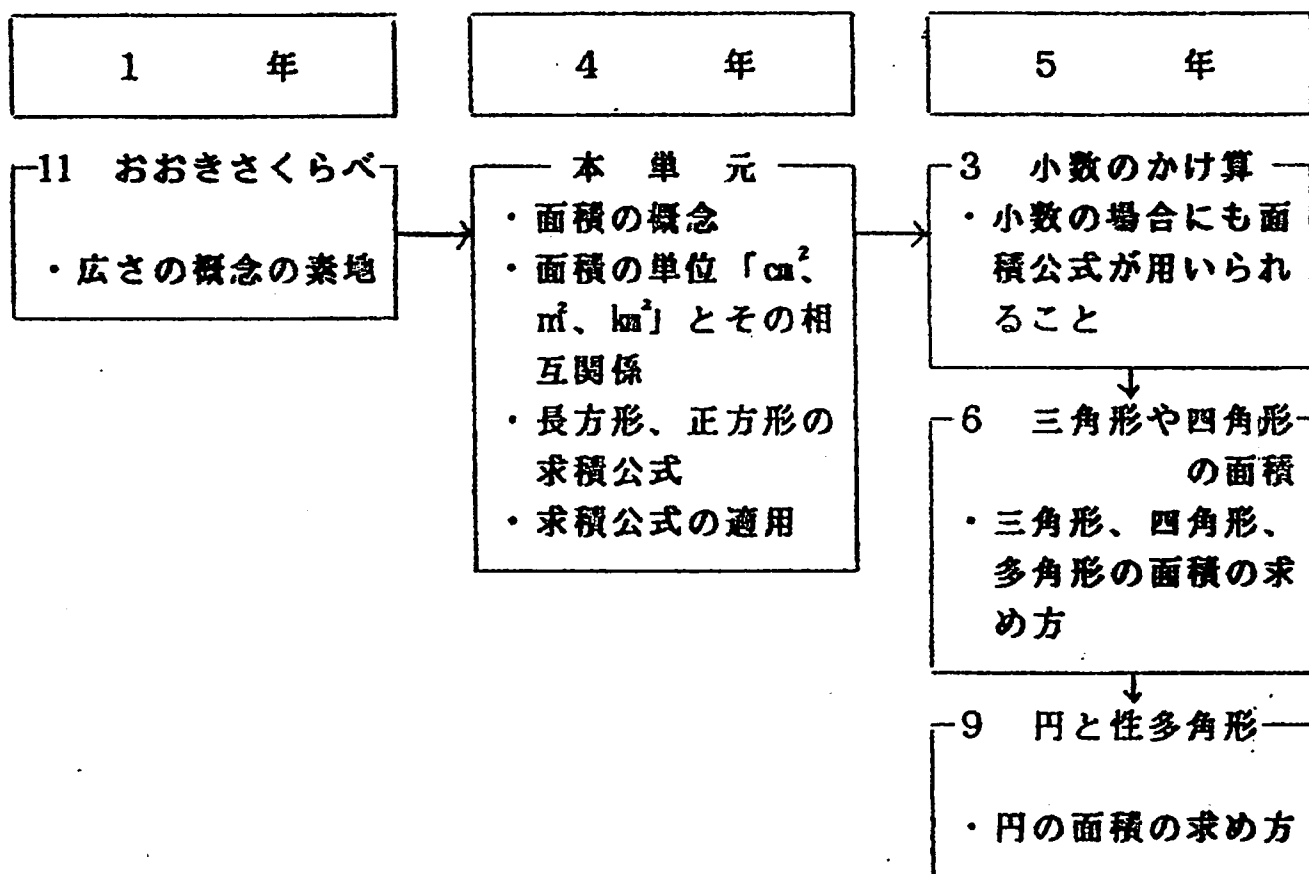 1 年
4 年
5 年
11 おおきさくらべ
・広さの概念の素地
本単元
・面積の概念
・面積の単位「㎠、
㎡、㎢」とその相
互関係
・長方形、正方形の
求積公式
・求積公式の適用
3 小数のかけ算
・小数の場合にも面
積公式が用いられ
ること
6 三角形や四角形
の面積
・三角形、四角形、
多角形の面積の求
め方
9 円と性多角形
・円の面積の求め方